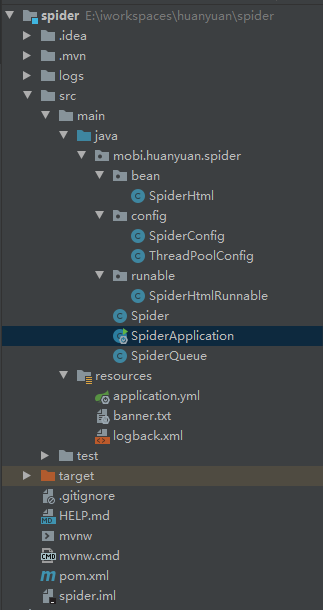 spider E:\iworkspaces\huanyuan\spider
.idea
.mvn
logs
src
main
java
mobi.huanyuan.spider
bean
SpiderHtml
config
SpiderConfig
ThreadPoolConfig
runable
SpiderHtmlRunnable
Spider
SpiderApplication
SpiderQueue
resources
application.yml
banner.txt
logback.xml
test
target
.gitignore
HELP.md
mvnw
mvnw.cmd
pom.xml
spider.iml